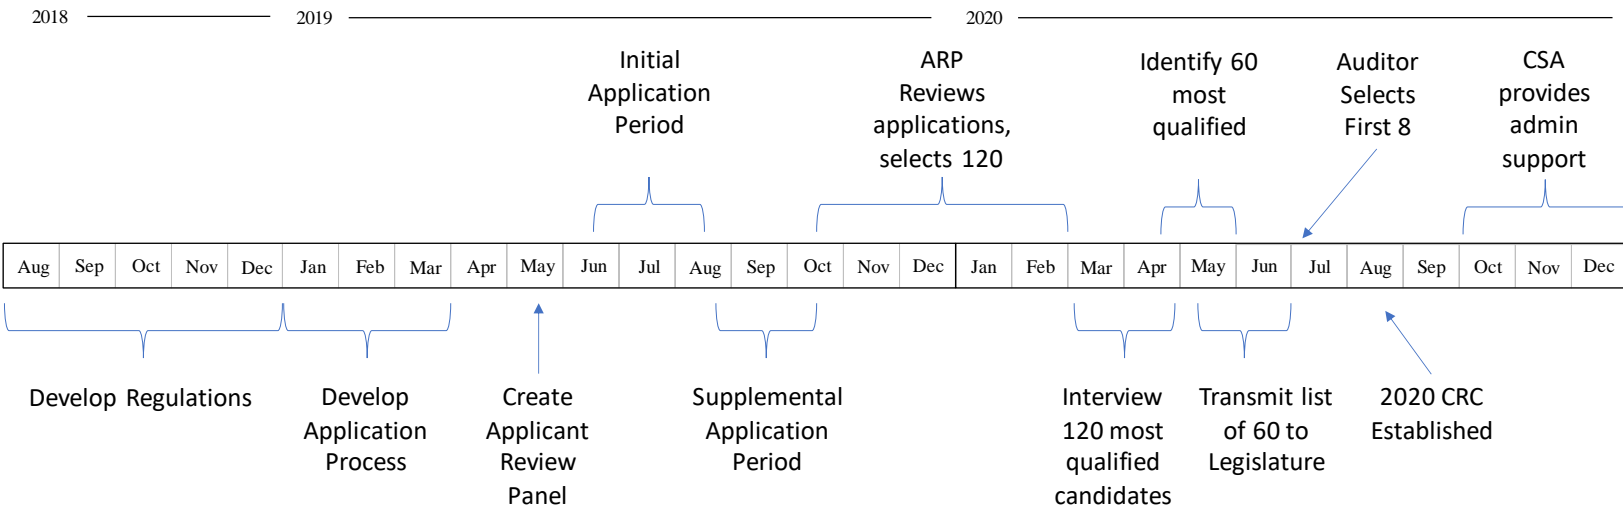 2018
2019
2020
Initial
Application
Period
ARP
Reviews
applications,
selects 120
Identify 60
most
qualified
Auditor
Selects
First 8
CSA
provides
admin
support
Aug Sep Oct Nov Dec Jan Feb Mar Apr May Jun Jul Aug Sep Oct Nov Dec Jan Feb Mar Apr May Jun Jul Aug Sep Oct Nov Dec
Develop Regulations
Develop
Application
Process
Create
Applicant
Review
Panel
Supplemental
Application
Period
Interview
120 most
qualified
candidates
Transmit list
of 60 to
Legislature
2020 CRC
Established